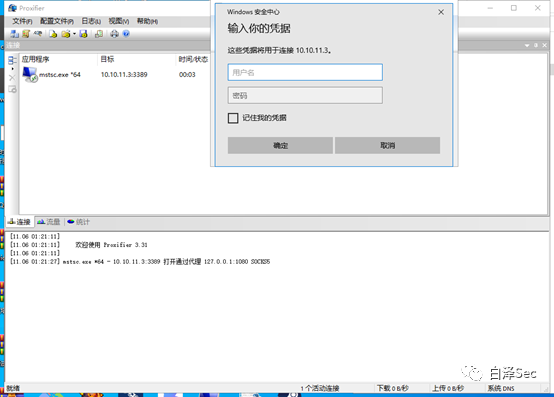 Proxifier
文件(F) 配置文件(P) 日志(L) 视图(V) 帮助(H)
连接
应用程序 目标 时间/状态
mstsc.exe *64 10.10.11.3:3389 00:03
Windows 安全中心
输入你的凭据
这些凭据将用于连接 10.10.11.3。
用户名
密码
记住我的凭据
确定 取消
连接 流量 统计
[11.06 01:21:11]
[11.06 01:21:11] 欢迎使用 Proxifier 3.31
[11.06 01:21:11]
[11.06 01:21:27] mstsc.exe *64 - 10.10.11.3:3389 打开通过代理 127.0.0.1:1080 SOCKS5
白泽Sec
就绪 1 个活动连接 下载 0 B/秒 上传 0 B/秒 系统 DNS